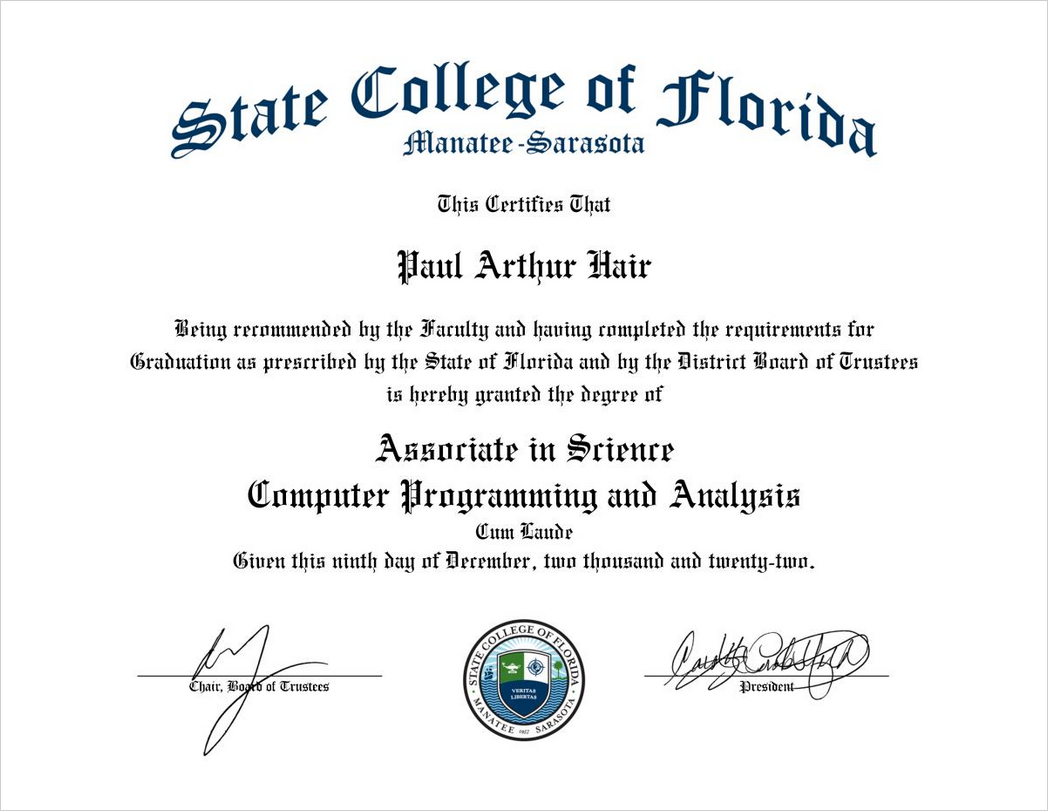 State College of Florida
Manatee-Sarasota
This Certifies That
Paul Arthur Hair
Being recommended by the Faculty and having completed the requirements for
Graduation as prescribed by the State of Florida and by the District Board of Trustees
is hereby granted the degree of
Associate in Science
Computer Programming and Analysis
Cum Laude
Given this ninth day of December, two thousand and twenty-two.
Chair, Board of Trustees
STATE COLLEGE OF FLORIDA
VERITAS
LIBERTAS
MANATEE 1957 SARASOTA
President